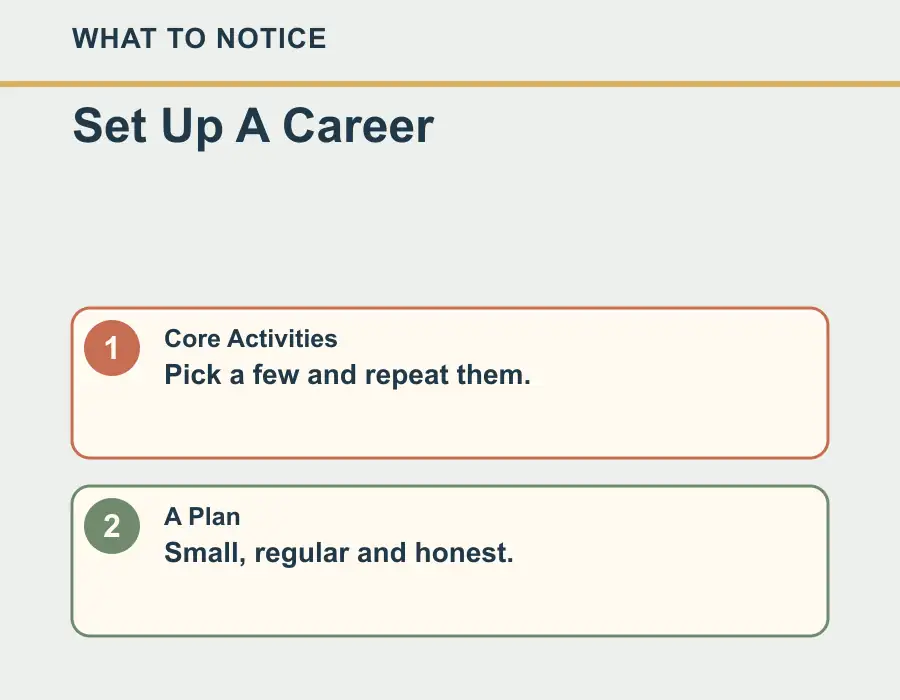 WHAT TO NOTICE
Set Up A Career
1
Core Activities
Pick a few and repeat them.
2
A Plan
Small, regular and honest.